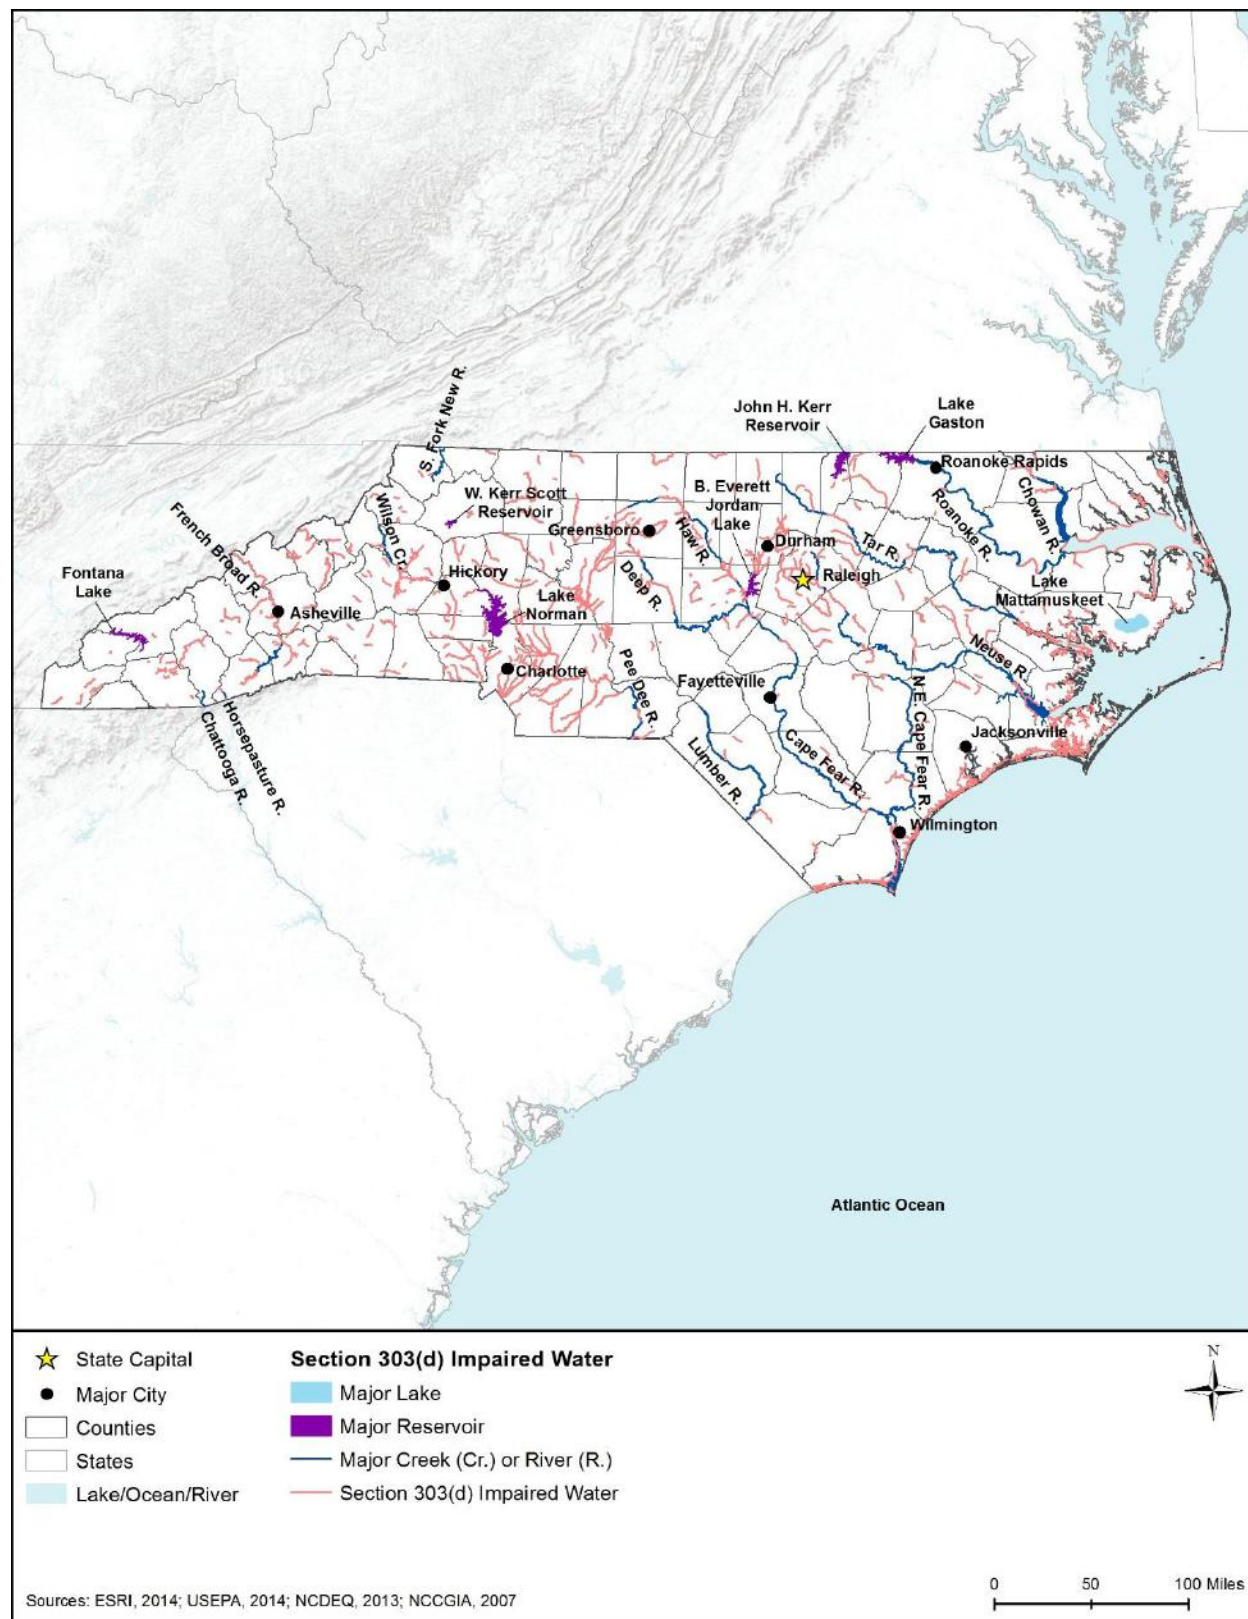 S. Fork New R.
John H. Kerr
Reservoir
Lake
Gaston
Roanoke Rapids
W. Kerr Scott
Reservoir
B. Everett
Jordan
Lake
Chowan R.
Roanoke R.
Wilson Cr.
French Broad R.
Greensboro
Haw R.
Durham
Tar R.
Fontana
Lake
Hickory
Deep R.
Raleigh
Lake
Mattamuskeet
Asheville
Lake
Norman
Neuse R.
Charlotte
Pee Dee R.
Fayetteville
N.E. Cape Fear R.
Horsepasture R.
Chattooga R.
Jacksonville
Lumber R.
Cape Fear R.
Wilmington
Atlantic Ocean
State Capital
Major City
Counties
States
Lake/Ocean/River
Section 303(d) Impaired Water
Major Lake
Major Reservoir
Major Creek (Cr.) or River (R.)
Section 303(d) Impaired Water
N
0 50 100 Miles
Sources: ESRI, 2014; USEPA, 2014; NCDEQ, 2013; NCCGIA, 2007